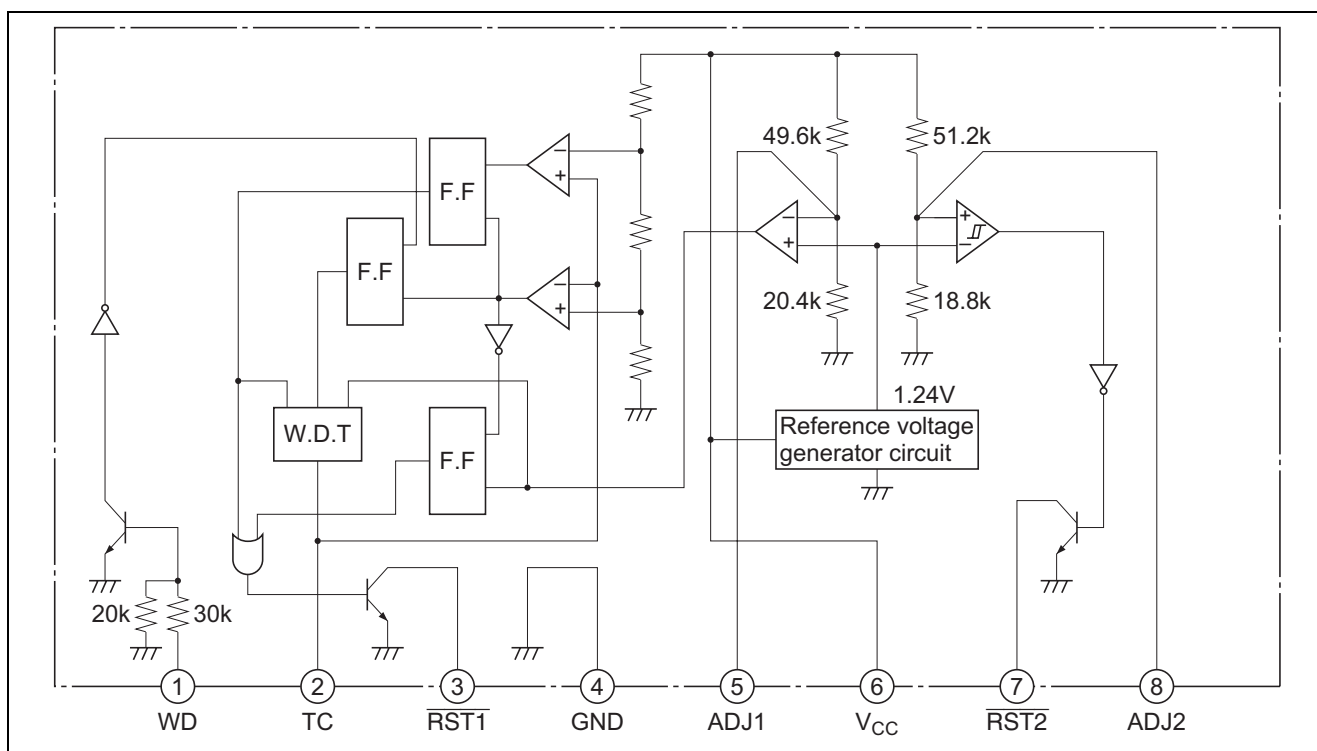 49.6k
51.2k
F.F
− −
+ +
F.F
+ −
− +
20.4k
18.8k
1.24V
W.D.T
F.F
Reference voltage
generator circuit
20k 30k
1 2 3 4 5 6 7 8
WD TC RST1 GND ADJ1 VCC RST2 ADJ2